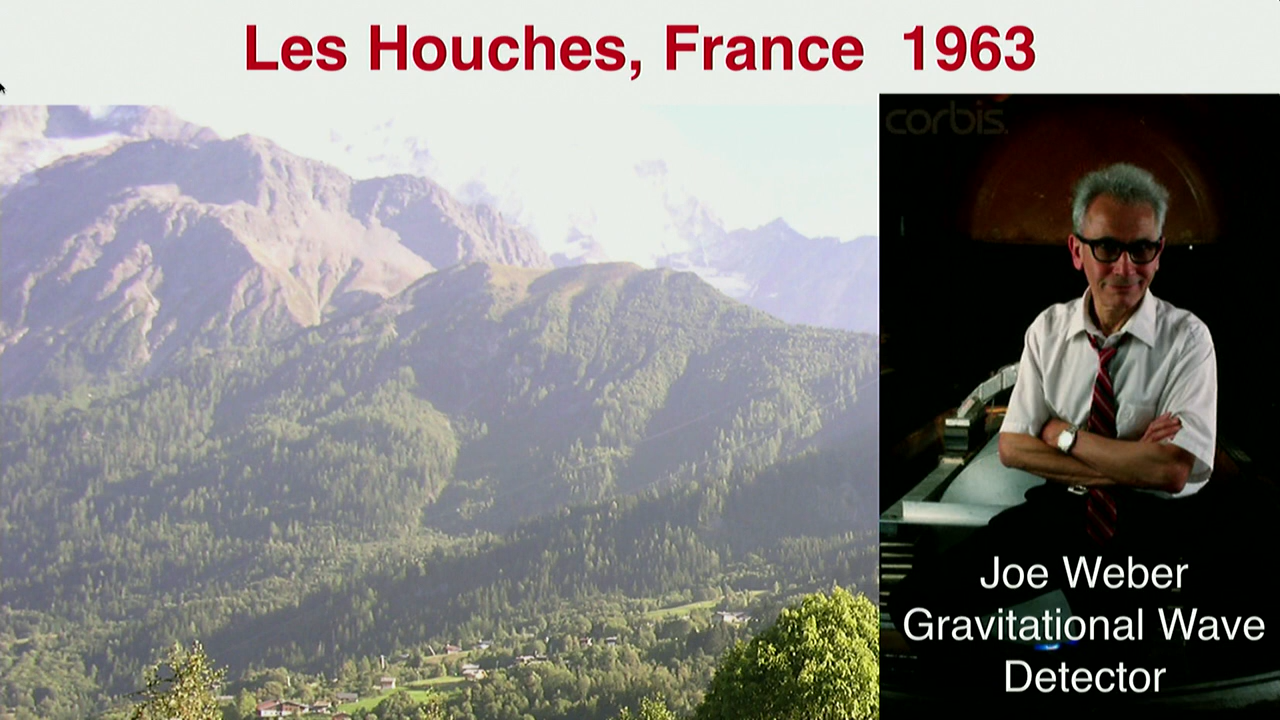 Les Houches, France 1963
corbis.
Joe Weber
Gravitational Wave
Detector